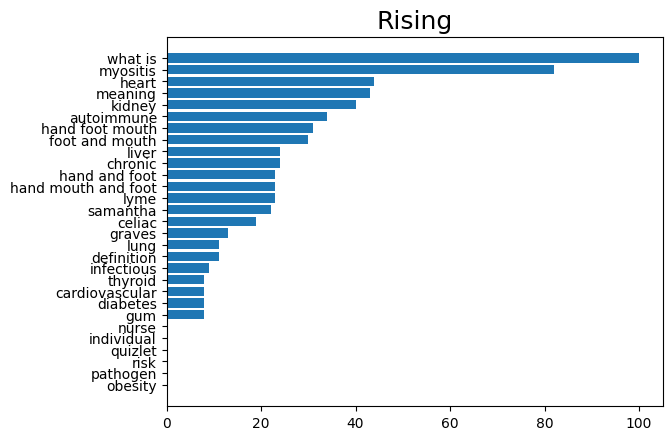 Rising
what is
myositis
heart
meaning
kidney
autoimmune
hand foot mouth
foot and mouth
liver
chronic
hand and foot
hand mouth and foot
lyme
samantha
celiac
graves
lung
definition
infectious
thyroid
cardiovascular
diabetes
gum
nurse
individual
quizlet
risk
pathogen
obesity
0 20 40 60 80 100